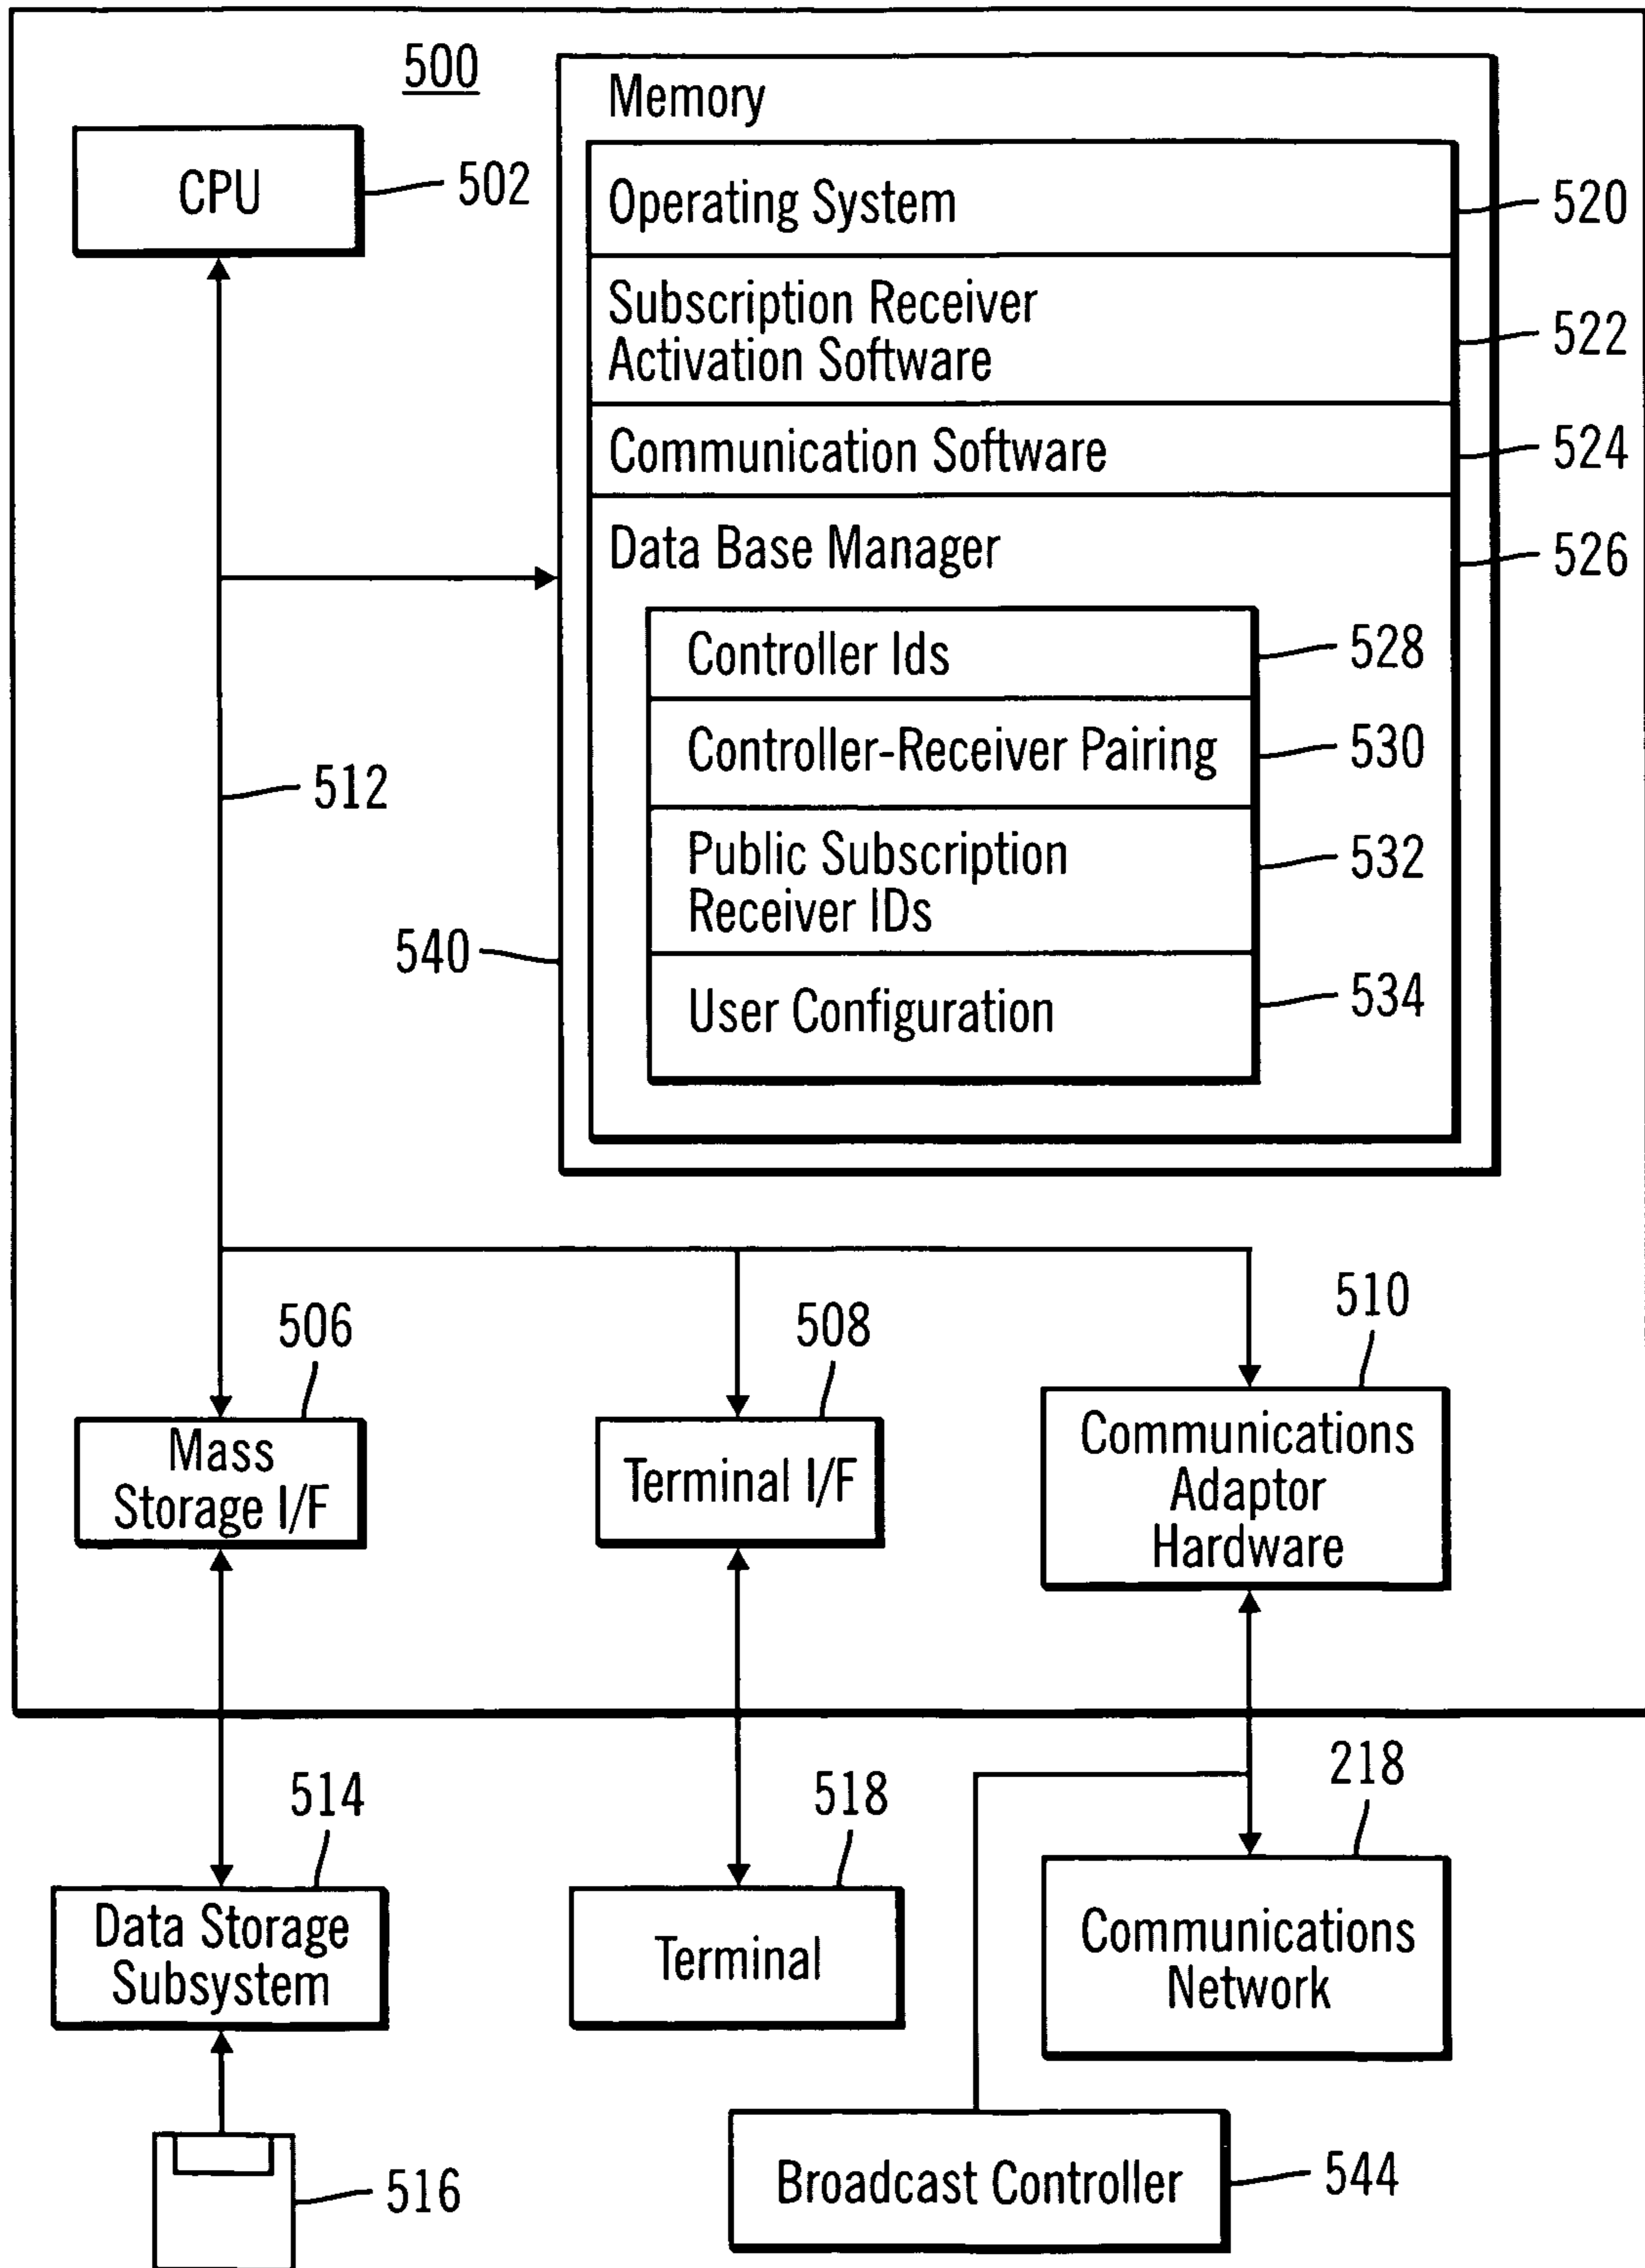 500
Memory
CPU
502
Operating System
520
Subscription Receiver
Activation Software
522
Communication Software
524
Data Base Manager
526
Controller Ids
528
Controller-Receiver Pairing
530
512
Public Subscription
Receiver IDs
532
540
User Configuration
534
506
508
510
Mass
Storage I/F
Terminal I/F
Communications
Adaptor
Hardware
514
518
218
Data Storage
Subsystem
Terminal
Communications
Network
516
Broadcast Controller
544